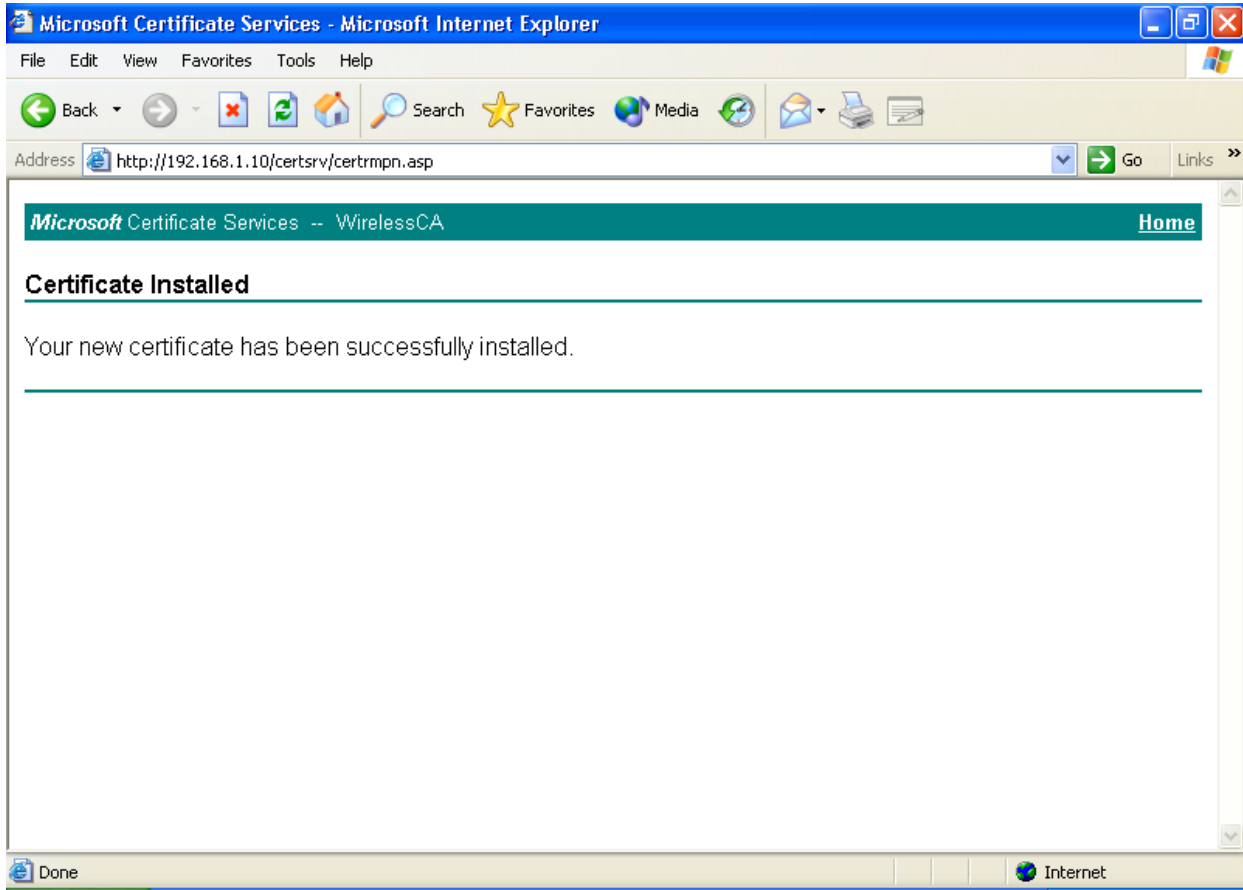 Microsoft Certificate Services - Microsoft Internet Explorer
File Edit View Favorites Tools Help
Back Search Favorites Media
Address http://192.168.1.10/certsrv/certrmpn.asp Go Links »
Microsoft Certificate Services -- WirelessCA Home
Certificate Installed
Your new certificate has been successfully installed.
Done Internet